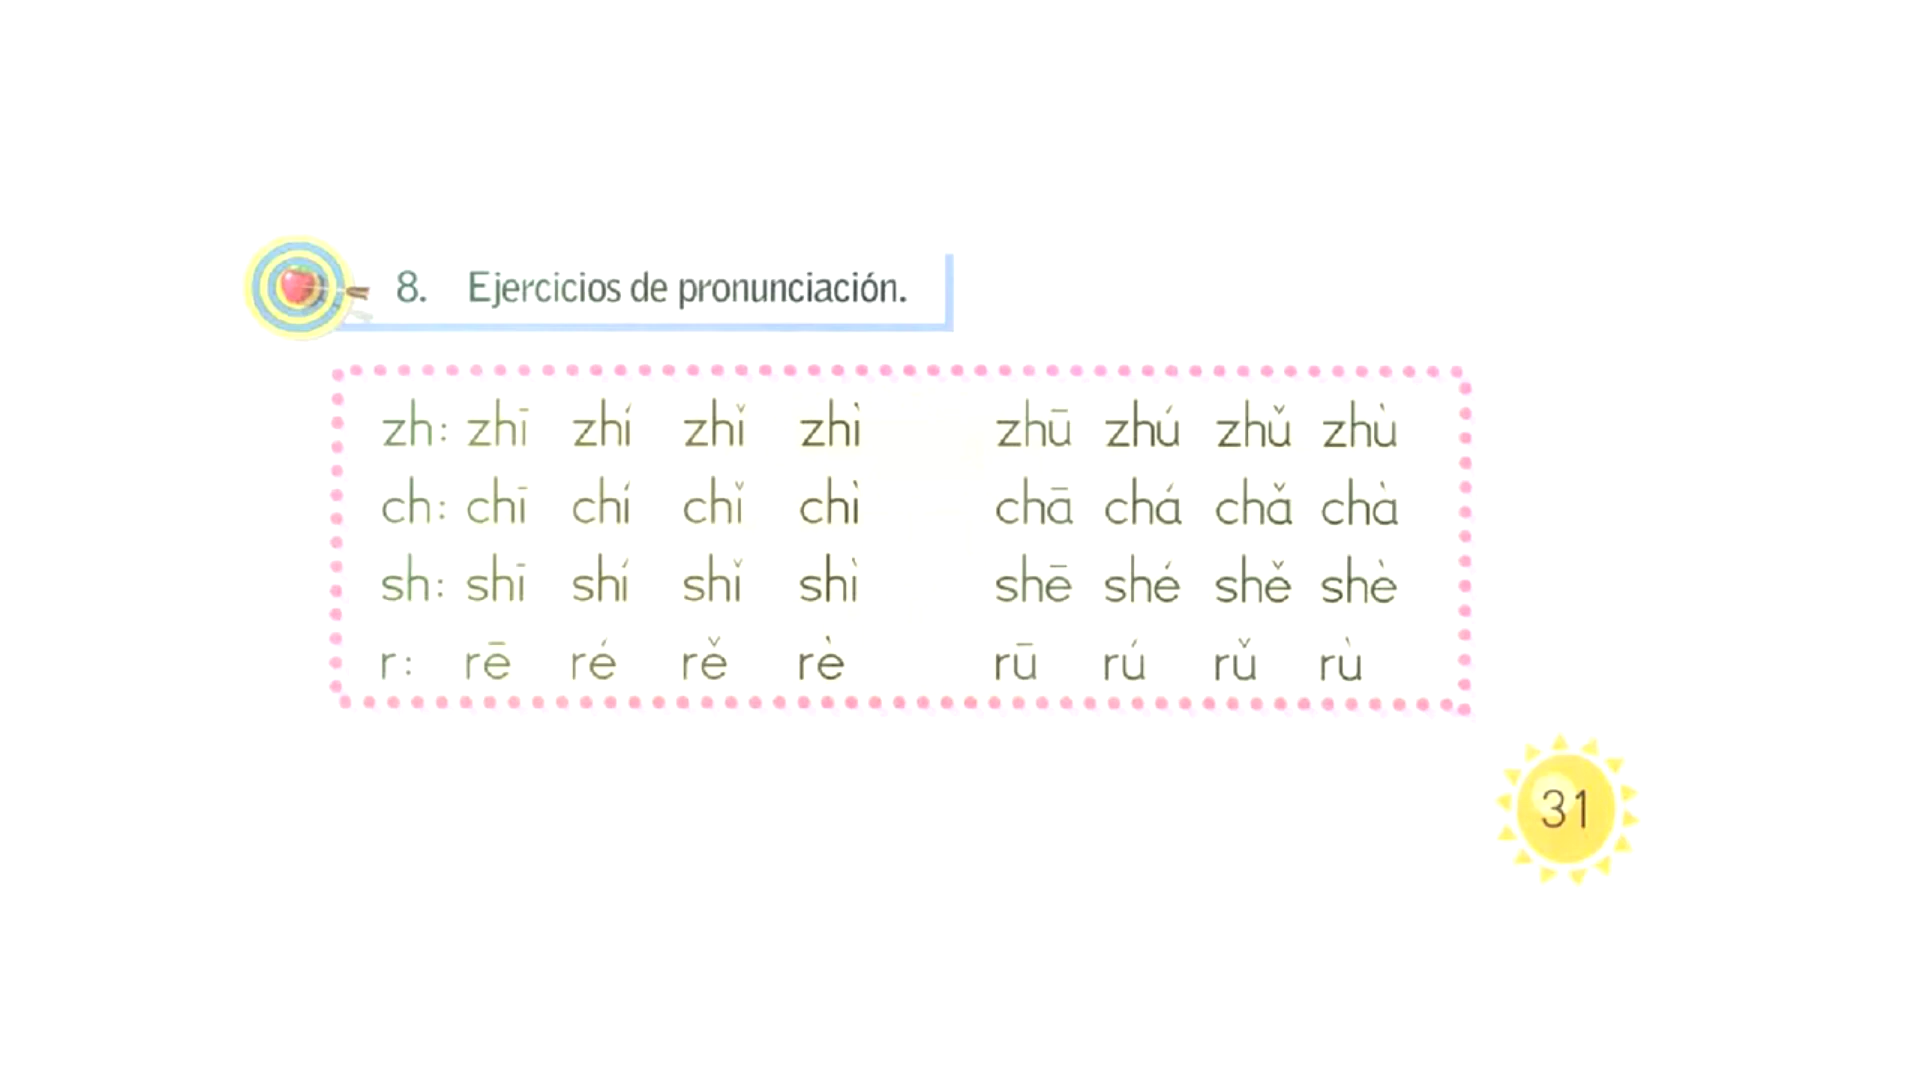 8. Ejercicios de pronunciación.
zh: zhī zhí zhǐ zhì zhū zhú zhǔ zhù
ch: chī chí chǐ chì chā chá chǎ chà
sh: shī shí shǐ shì shē shé shě shè
r: rē ré rě rè rū rú rǔ rù
31